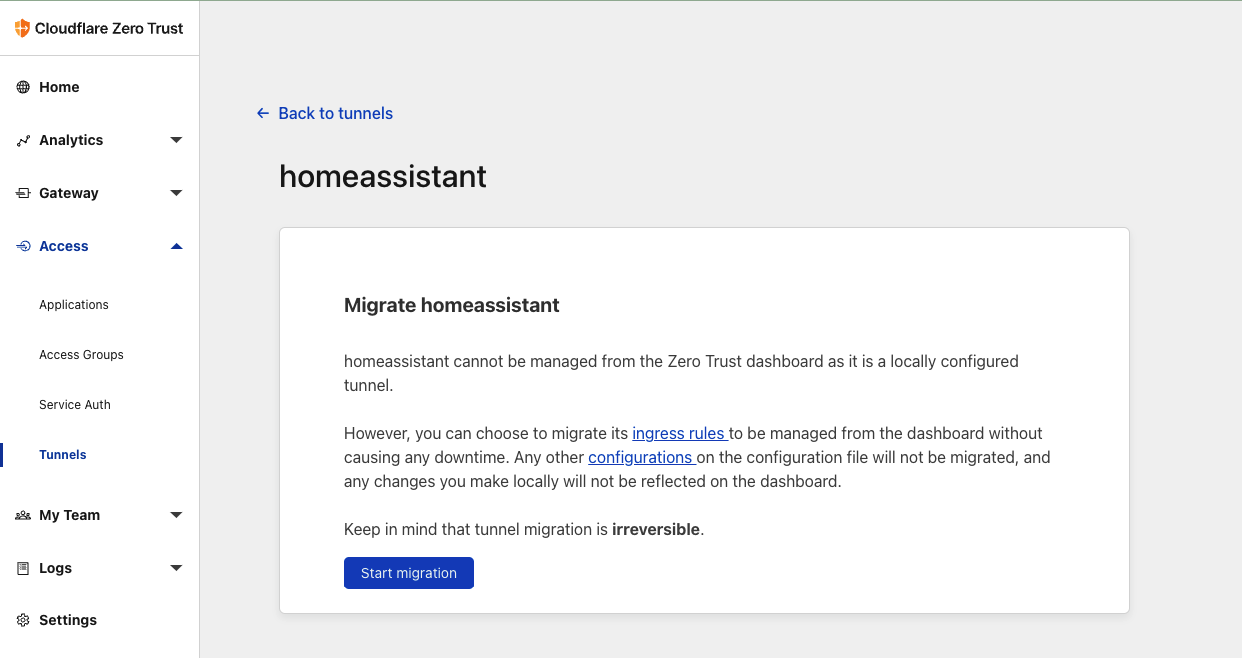 Cloudflare Zero Trust
Home
Analytics
Gateway
Access
Applications
Access Groups
Service Auth
Tunnels
My Team
Logs
Settings
← Back to tunnels
homeassistant
Migrate homeassistant
homeassistant cannot be managed from the Zero Trust dashboard as it is a locally configured
tunnel.
However, you can choose to migrate its ingress rules to be managed from the dashboard without
causing any downtime. Any other configurations on the configuration file will not be migrated, and
any changes you make locally will not be reflected on the dashboard.
Keep in mind that tunnel migration is irreversible.
Start migration